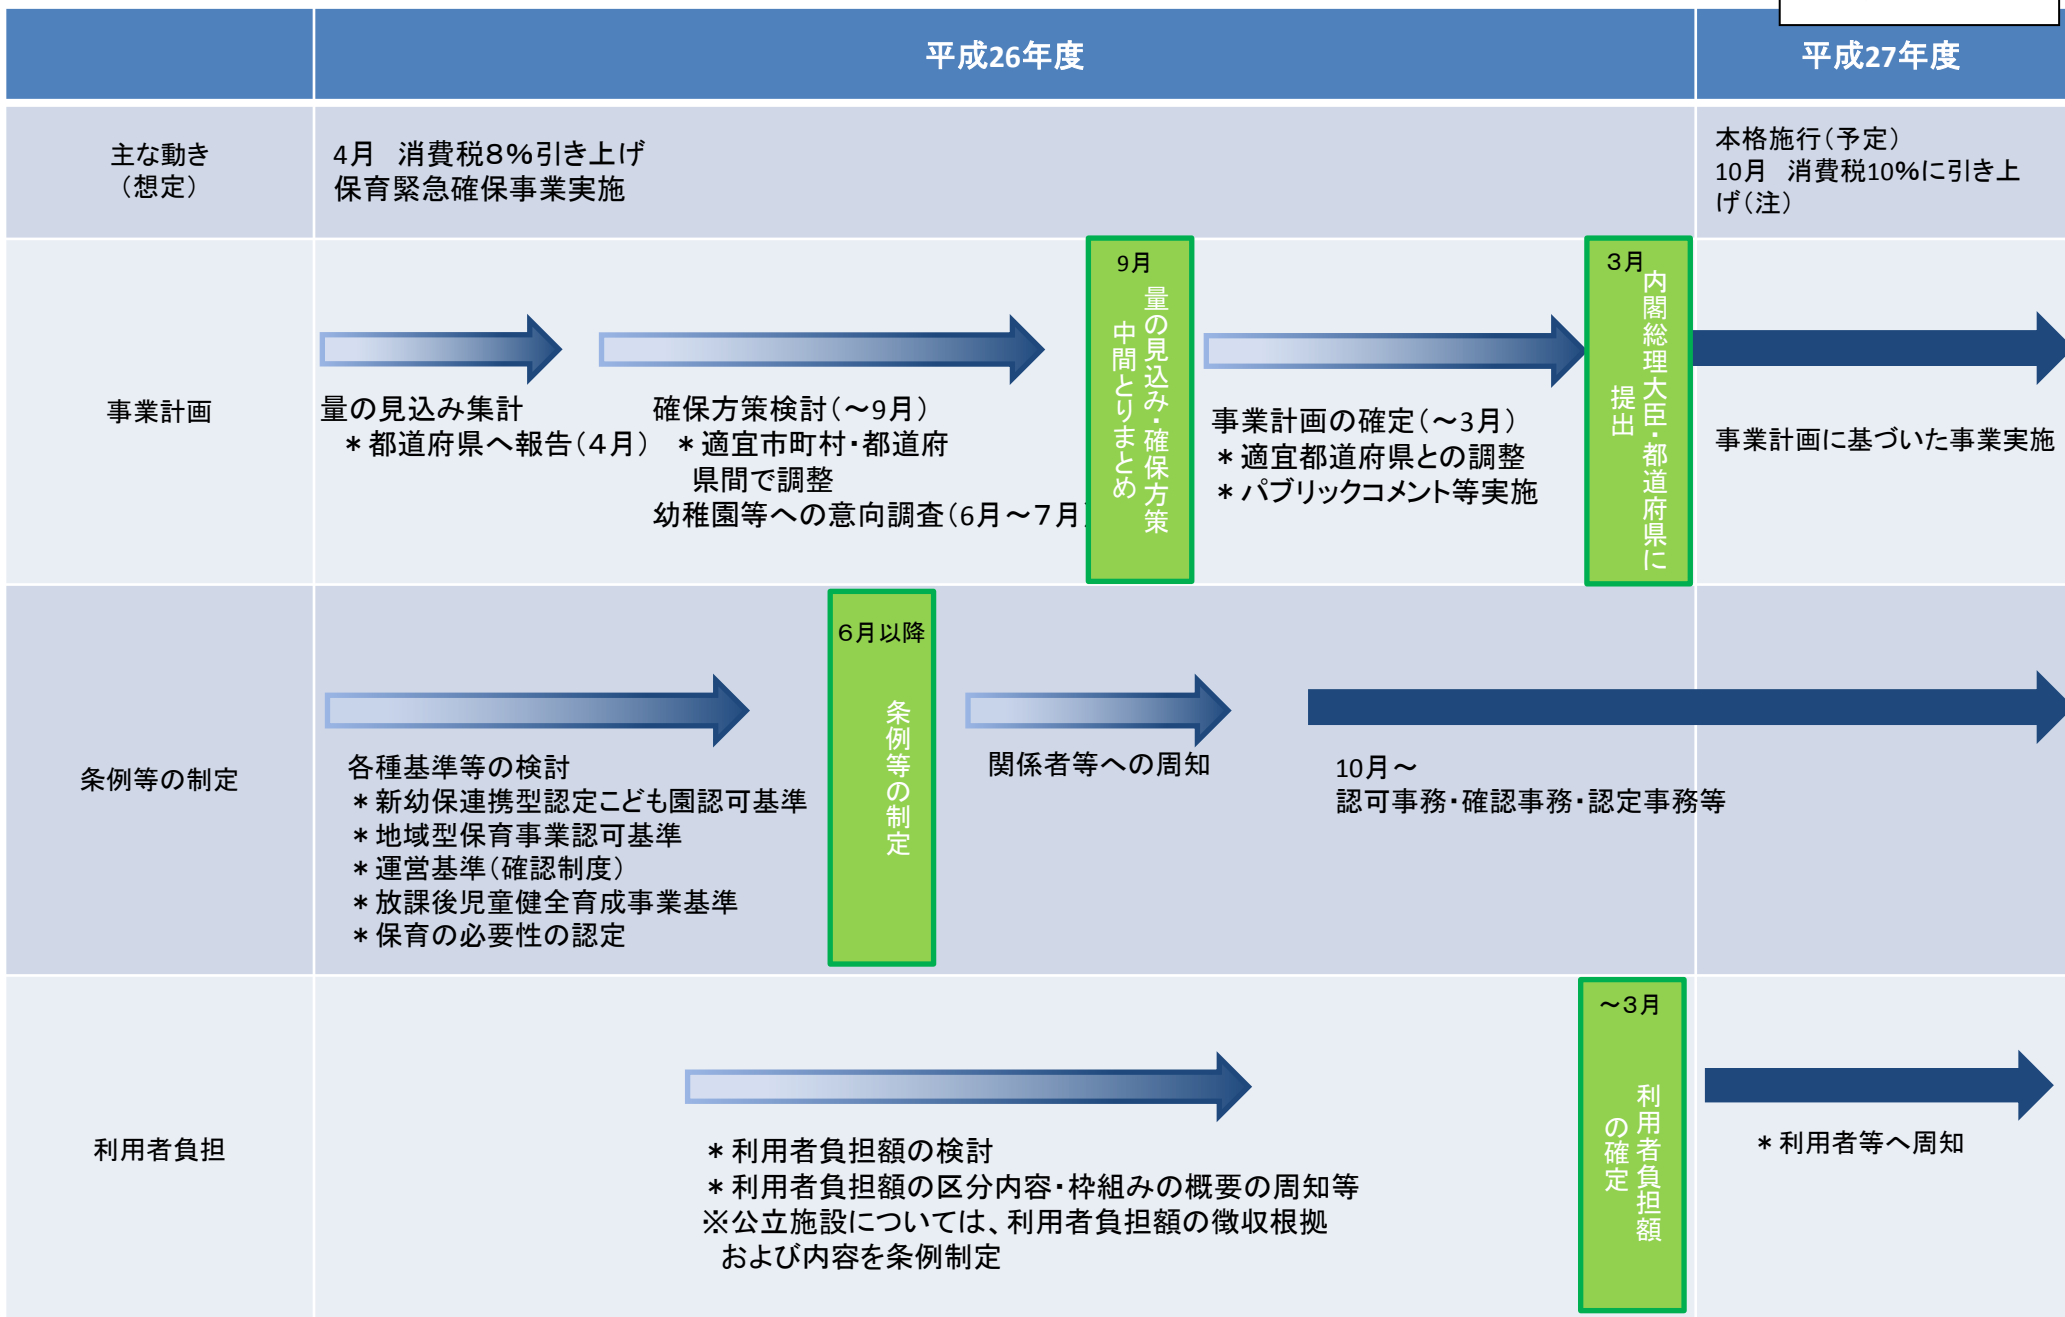 平成26年度
平成27年度
主な動き
（想定）
4月　消費税８％引き上げ
保育緊急確保事業実施
本格施行（予定）
10月　消費税10％に引き上
げ（注）
事業計画
量の見込み集計
＊都道府県へ報告（４月）
確保方策検討（～9月）
＊適宜市町村・都道府
県間で調整
幼稚園等への意向調査（6月～７月）
9月
量の見込み・確保方策
中間とりまとめ
事業計画の確定（～3月）
＊適宜都道府県との調整
＊パブリックコメント等実施
３月
内閣総理大臣・都道府県に
提出
事業計画に基づいた事業実施
条例等の制定
各種基準等の検討
＊新幼保連携型認定こども園認可基準
＊地域型保育事業認可基準
＊運営基準（確認制度）
＊放課後児童健全育成事業基準
＊保育の必要性の認定
６月以降
条例等の制定
関係者等への周知
10月～
認可事務・確認事務・認定事務等
利用者負担
＊利用者負担額の検討
＊利用者負担額の区分内容・枠組みの概要の周知等
※公立施設については、利用者負担額の徴収根拠
および内容を条例制定
～３月
利用者負担額
の確定
＊利用者等へ周知